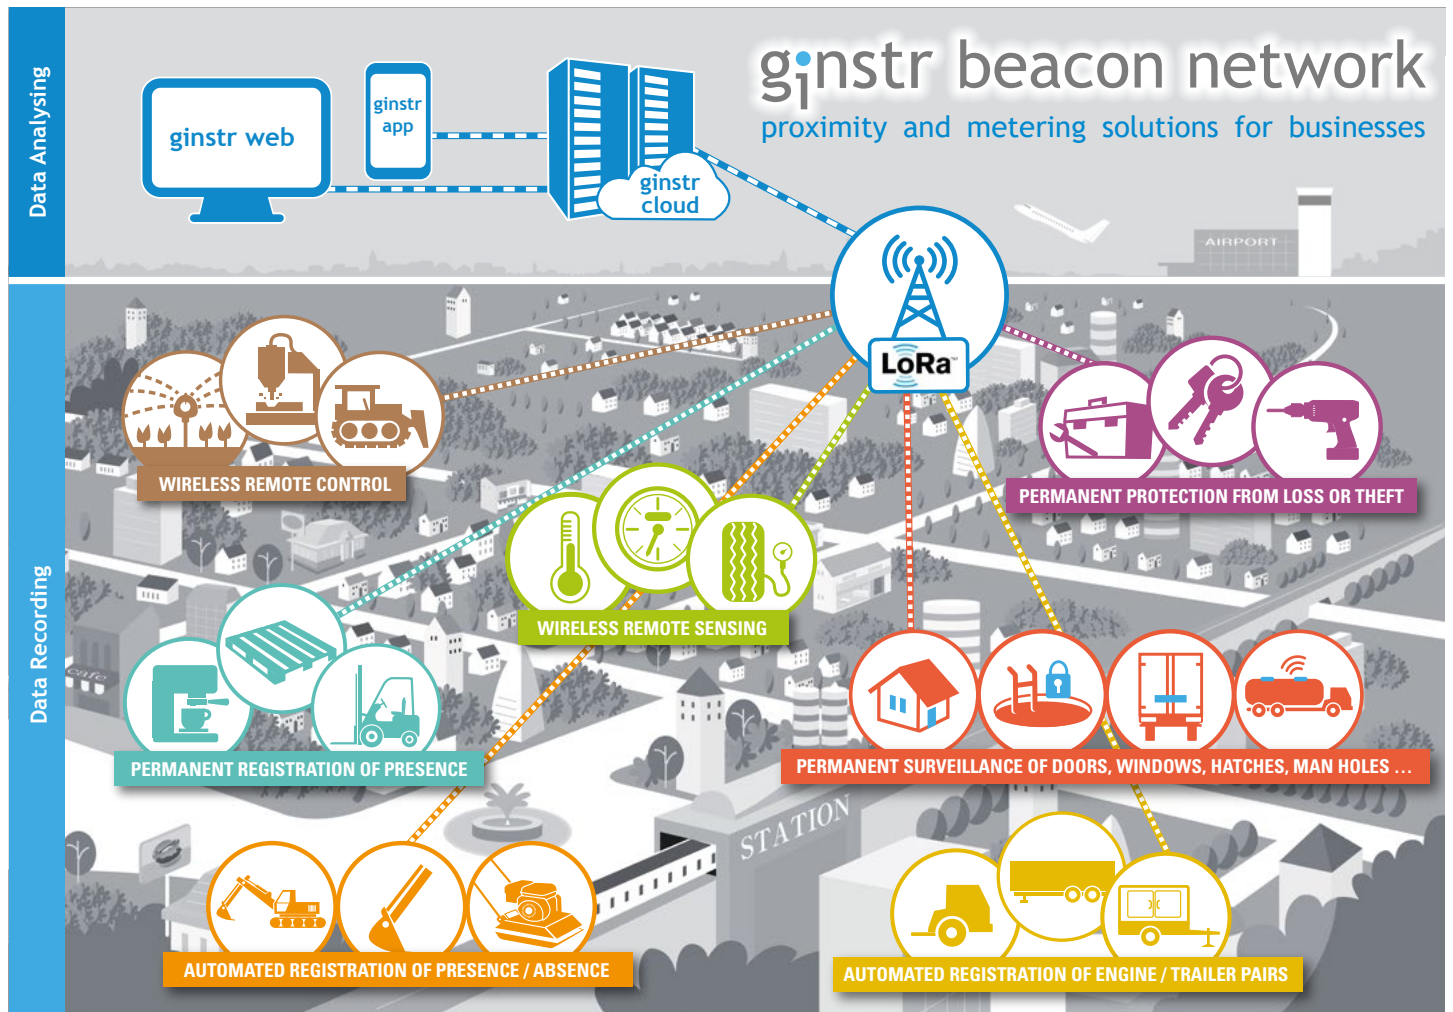 Data Analysing
ginstr beacon network
proximity and metering solutions for businesses
ginstr web
ginstr
app
ginstr
cloud
AIRPORT
LoRa™
Data Recording
WIRELESS REMOTE CONTROL
PERMANENT PROTECTION FROM LOSS OR THEFT
WIRELESS REMOTE SENSING
cafe
PERMANENT REGISTRATION OF PRESENCE
PERMANENT SURVEILLANCE OF DOORS, WINDOWS, HATCHES, MAN HOLES ...
STATION
AUTOMATED REGISTRATION OF PRESENCE / ABSENCE
AUTOMATED REGISTRATION OF ENGINE / TRAILER PAIRS